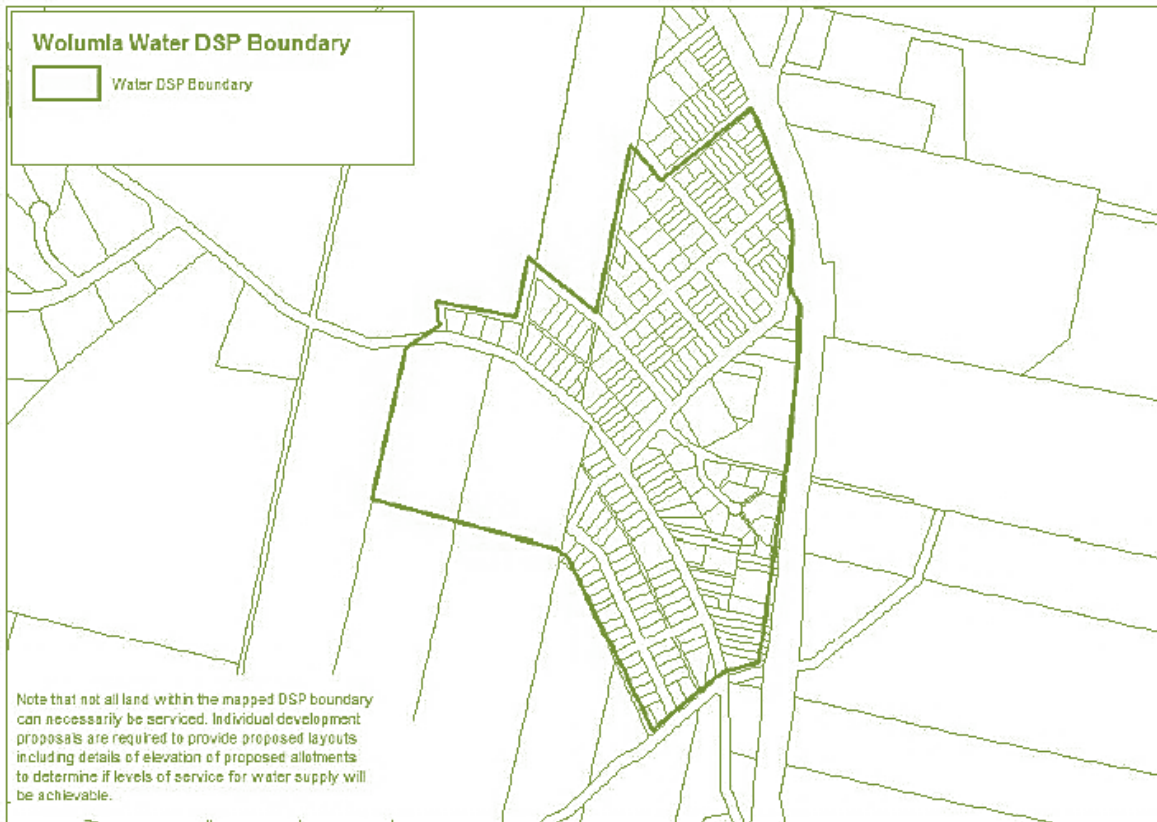 Wolumla Water DSP Boundary
Water DSP Boundary
Note that not all land within the mapped DSP boundary
can necessarily be serviced. Individual development
proposals are required to provide proposed layouts
including details of elevation of proposed allotments
to determine if levels of service for water supply will
be achievable.